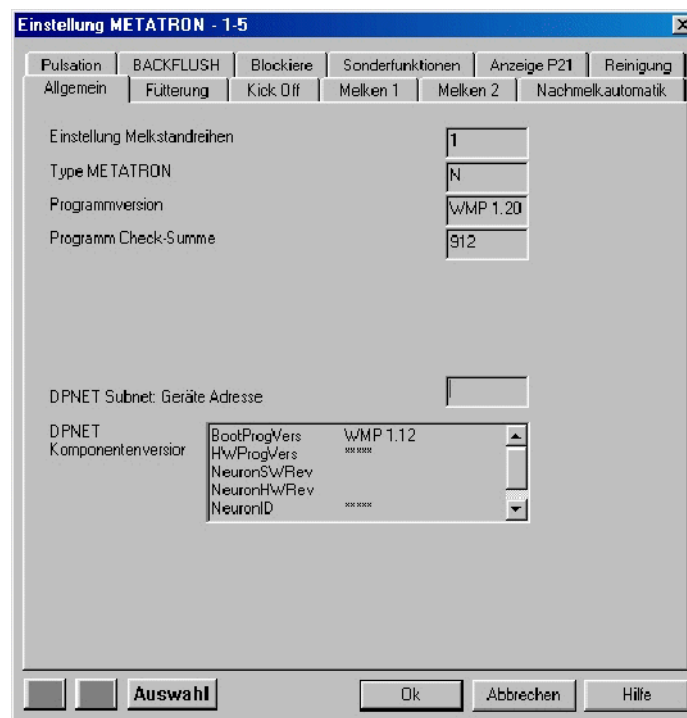 Einstellung METATRON - 1-5
Pulsation BACKFLUSH Blockiere Sonderfunktionen Anzeige P21 Reinigung
Allgemein Fütterung Kick Off Melken 1 Melken 2 Nachmelkautomatik
Einstellung Melkstandreihen 1
Type METATRON N
Programmversion WMP 1.20
Programm Check-Summe 912
DPNET Subnet: Geräte Adresse
DPNET
Komponentenversior
BootProgVers WMP 1.12
HWProgVers *****
NeuronSWRev
NeuronHWRev
NeuronID *****
Auswahl Ok Abbrechen Hilfe